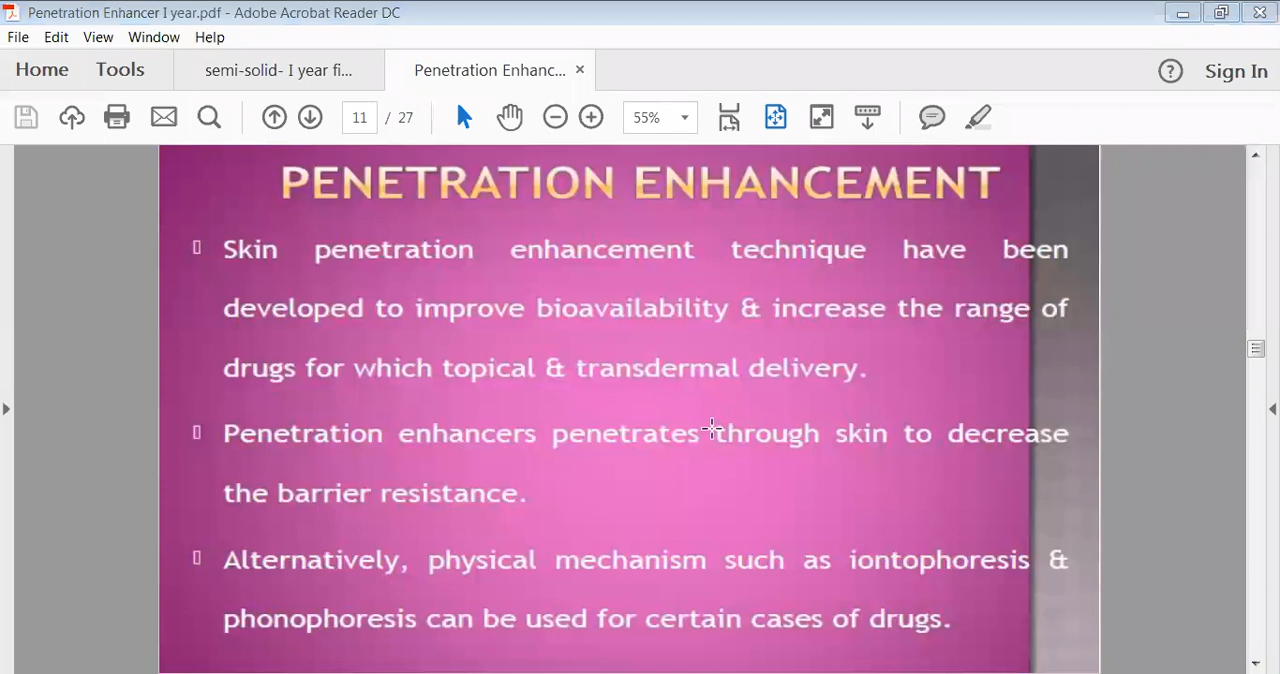 Penetration Enhancer I year.pdf - Adobe Acrobat Reader DC
File Edit View Window Help
Home Tools semi-solid- I year fi... Penetration Enhanc... × Sign In
11 / 27 55%
PENETRATION ENHANCEMENT
Skin penetration enhancement technique have been
developed to improve bioavailability & increase the range of
drugs for which topical & transdermal delivery.
Penetration enhancers penetrates through skin to decrease
the barrier resistance.
Alternatively, physical mechanism such as iontophoresis &
phonophoresis can be used for certain cases of drugs.